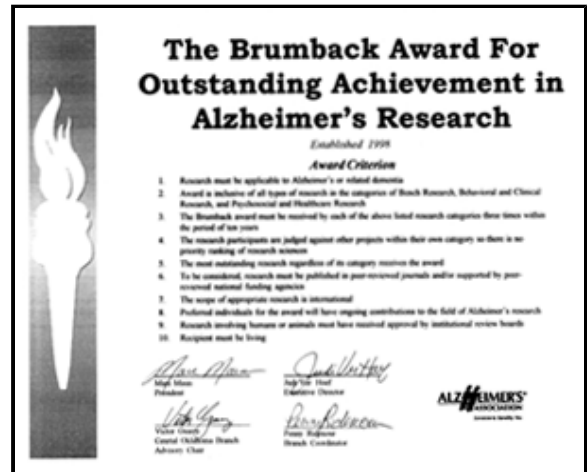 The Brumback Award For
Outstanding Achievement in
Alzheimer's Research
Established 1998
Award Criterion
1. Research must be applicable to Alzheimer's or related dementia
2. Award is inclusive of all types of research in the categories of Bench Research, Behavioral and Clinical
Research, and Psychosocial and Healthcare Research
3. The Brumback award must be received by each of the above listed research categories three times within
the period of ten years
4. The research participants are judged against other projects within their own category so there is no
priority ranking of research sciences
5. The most outstanding research regardless of its category receives the award
6. To be considered, research must be published in peer-reviewed journals and/or supported by peer-
reviewed national funding agencies
7. The scope of appropriate research is international
8. Preferred individuals for the award will have ongoing contributions to the field of Alzheimer's research
9. Research involving humans or animals must have received approval by institutional review boards
10. Recipient must be living
President
Executive Director
ALZHEIMER'S
ASSOCIATION
Victor
Central Oklahoma Branch
Advisory Chair
Penny
Branch Coordinator